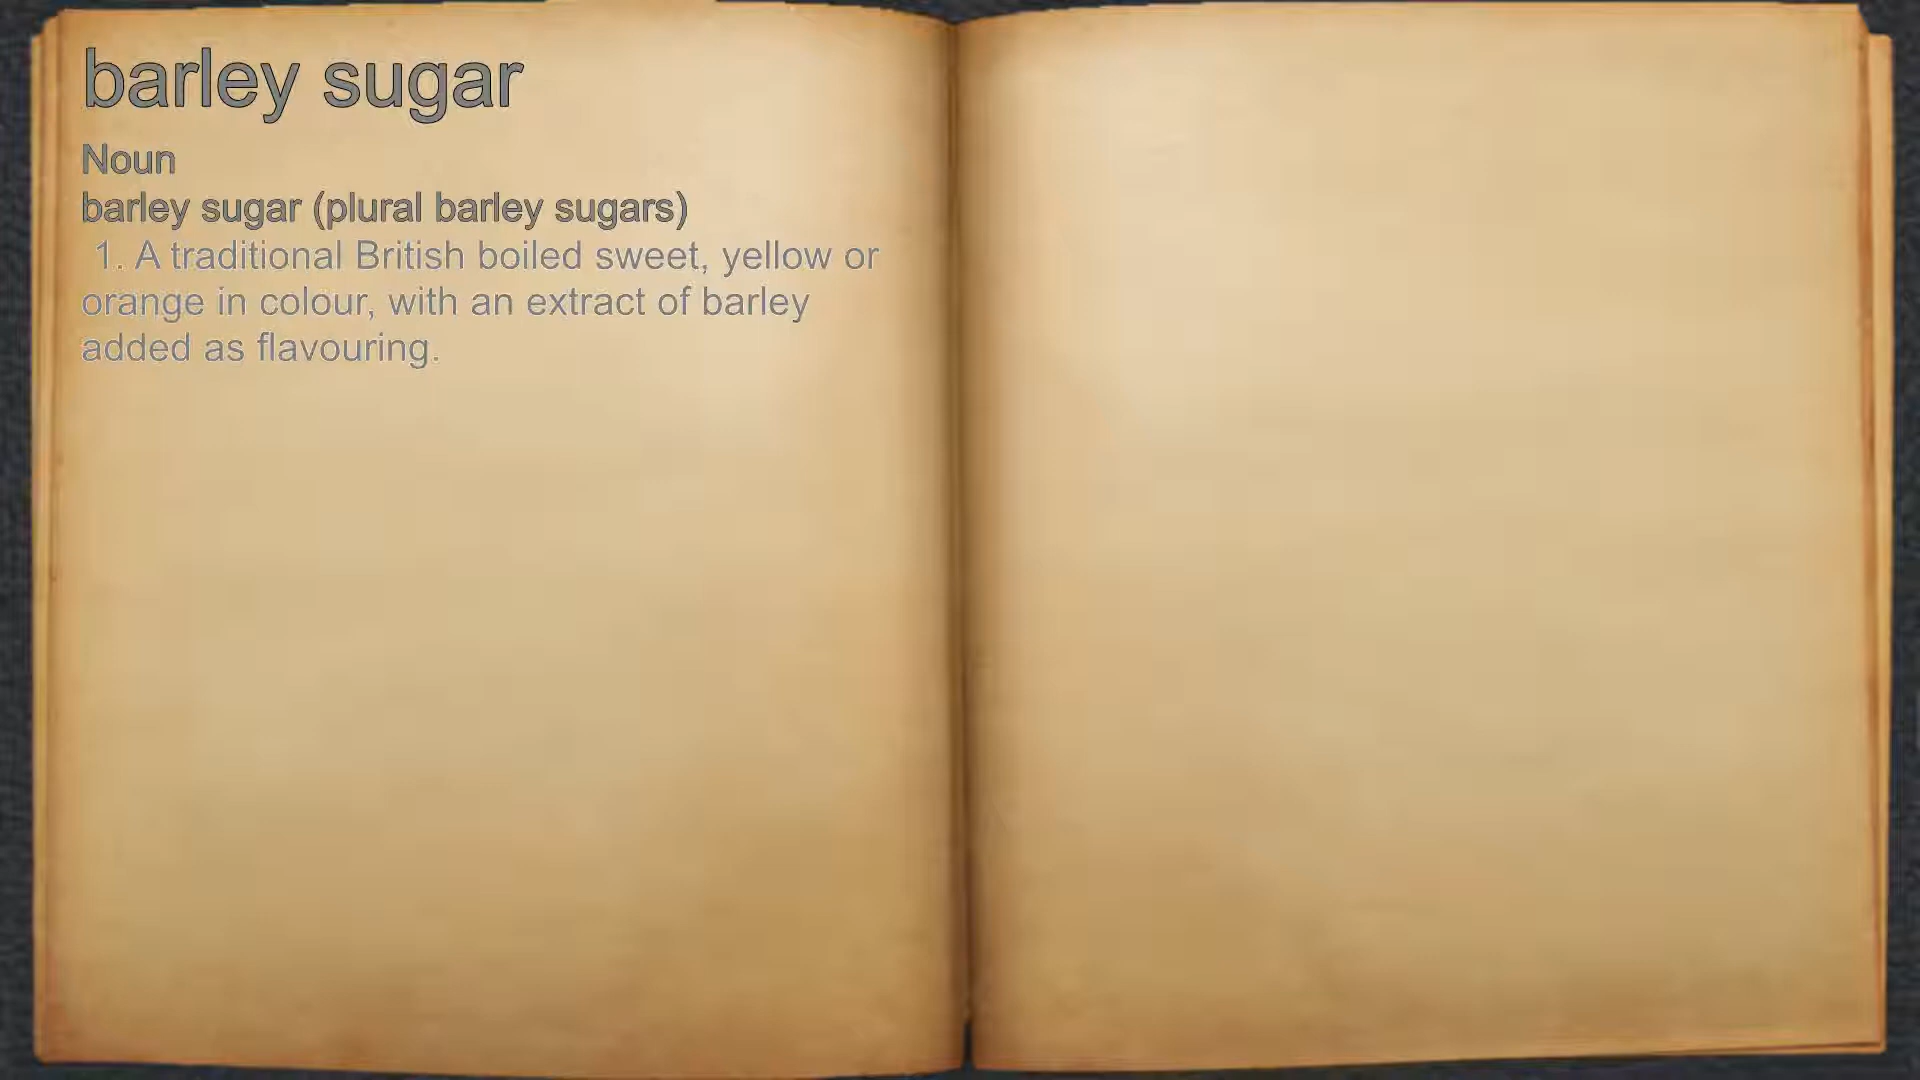 barley sugar
Noun
barley sugar (plural barley sugars)
1. A traditional British boiled sweet, yellow or
orange in colour, with an extract of barley
added as flavouring.